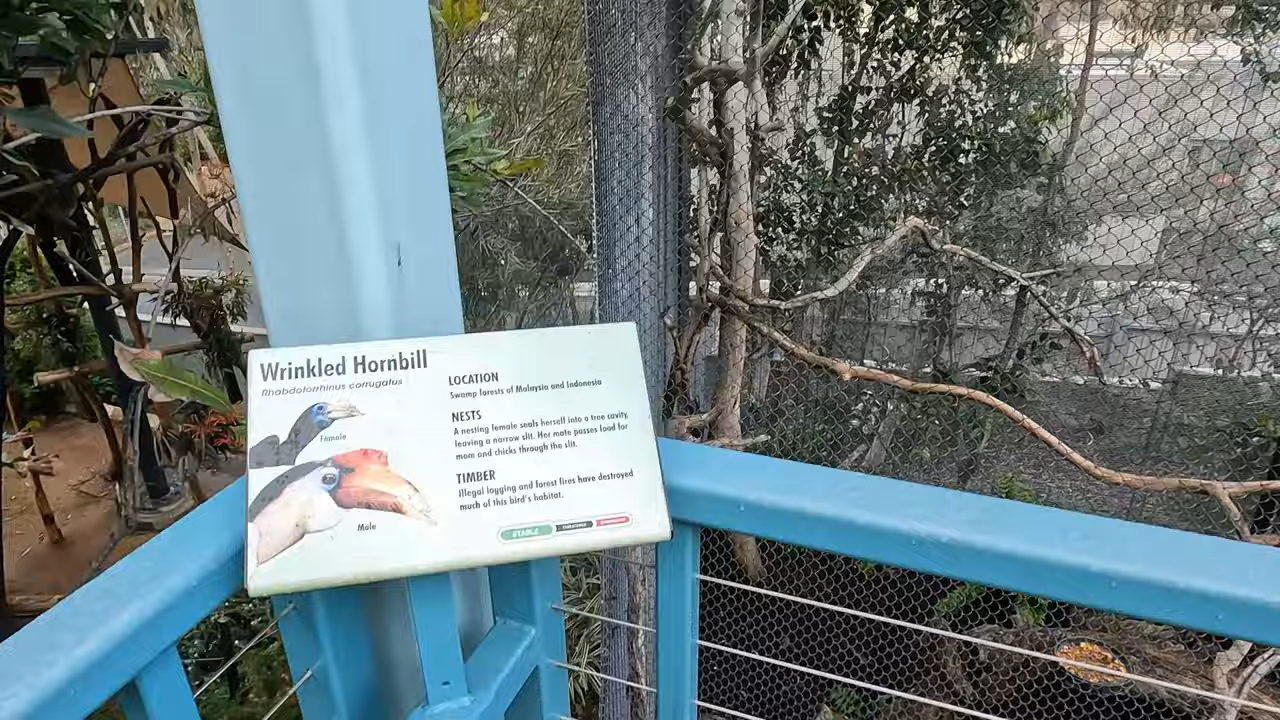 Wrinkled Hornbill
Rhabdotorrhinus corrugatus
Female
Male
LOCATION
Swamp forests of Malaysia and Indonesia
NESTS
A nesting female seals herself into a tree cavity,
leaving a narrow slit. Her mate passes food for
mom and chicks through the slit.
TIMBER
Illegal logging and forest fires have destroyed
much of this bird's habitat.
STABLE